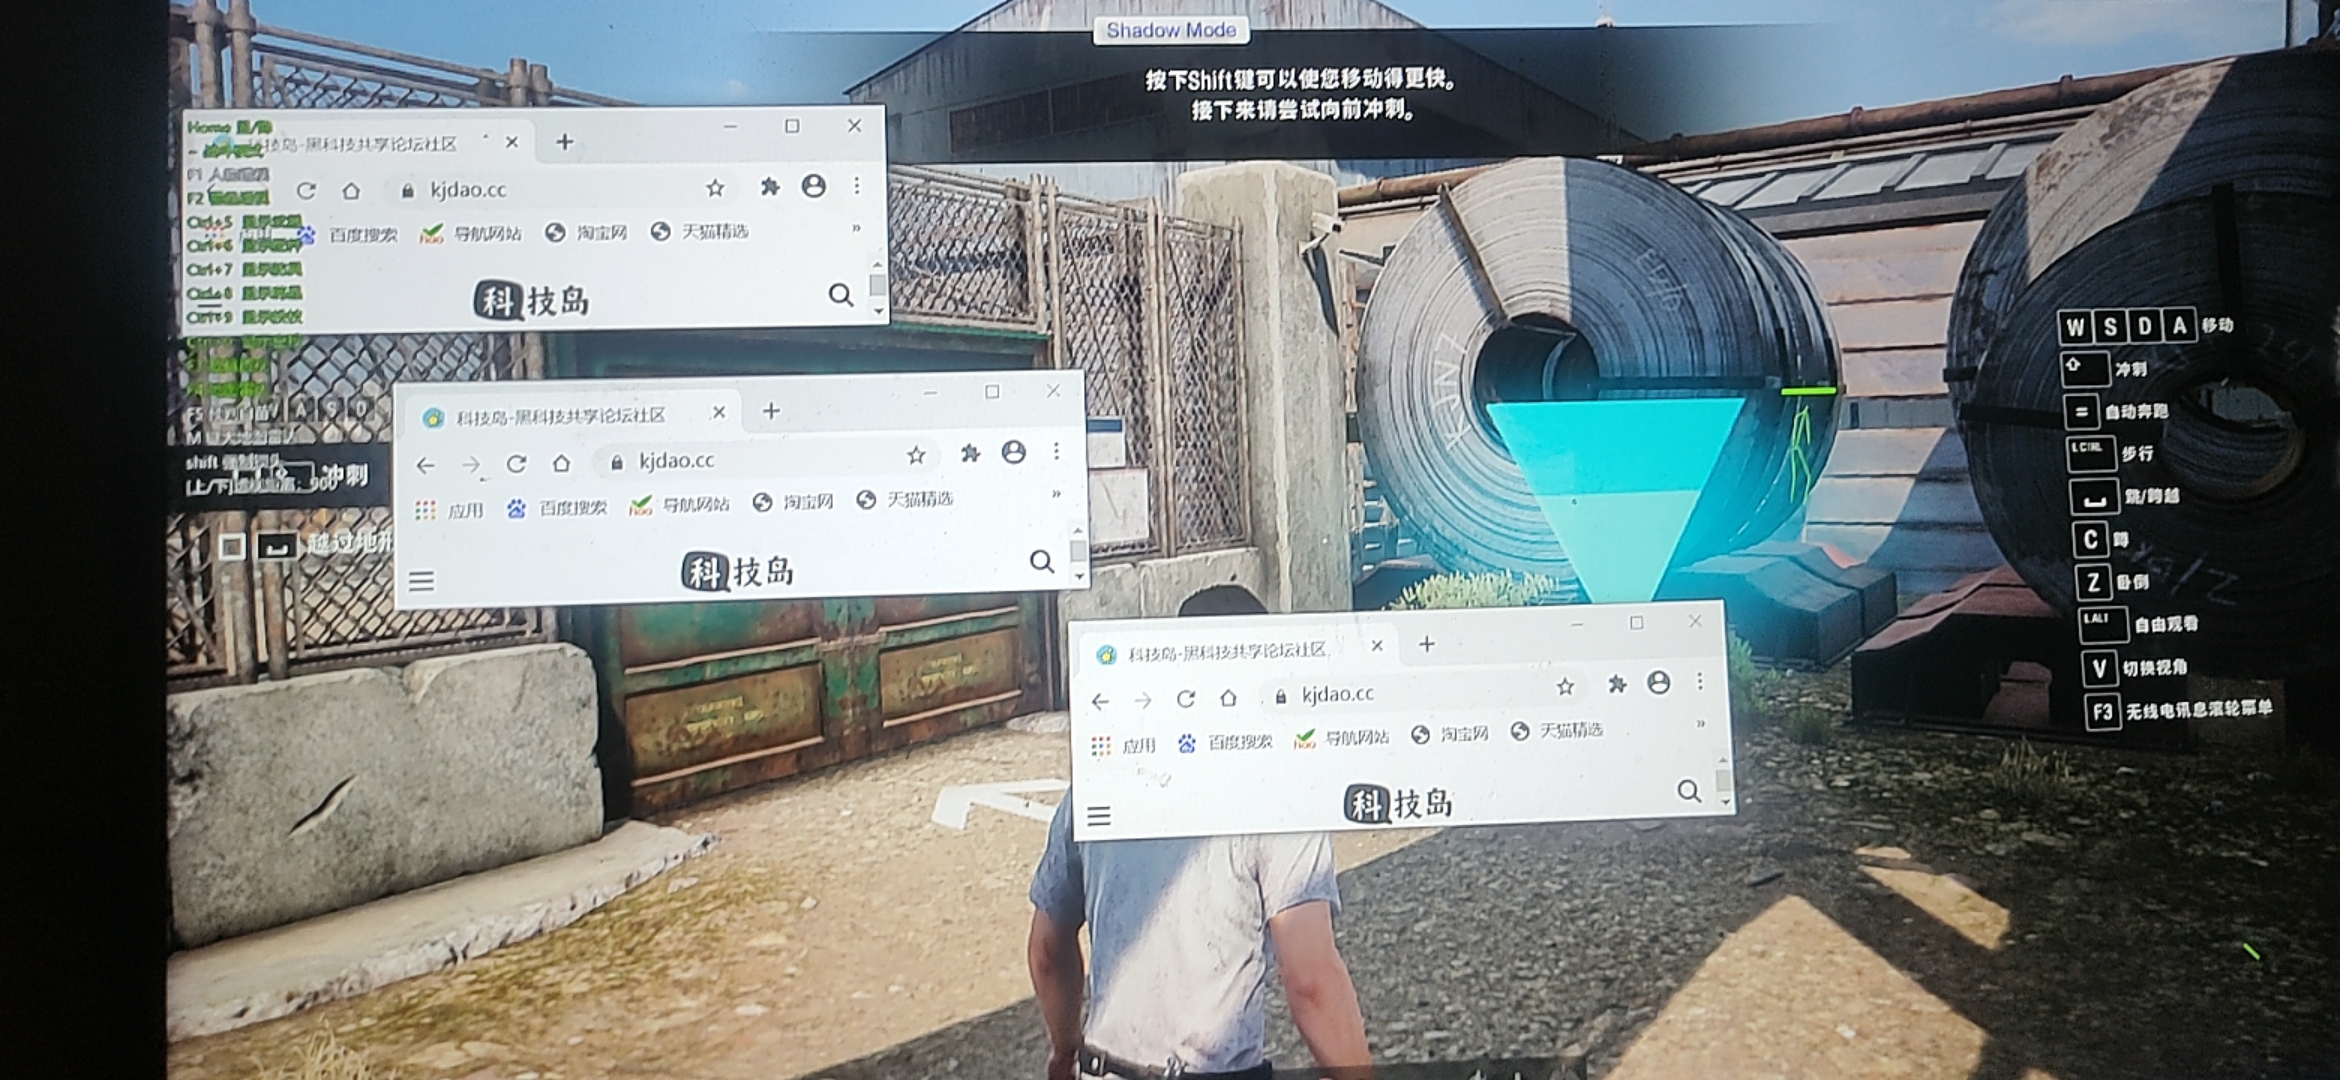 Shadow Mode
按下Shift键可以使您移动得更快。
接下来请尝试向前冲刺。
Home
技岛-黑科技共享论坛社区
F1
kjdao.cc
F2
Ctrl+5
百度搜索 导航网站 淘宝网 天猫精选
Ctrl+6
Ctrl+7
Ctrl+8
Ctrl+9
科技岛
F5
M
shift
冲刺
越过地形
科技岛-黑科技共享论坛社区
kjdao.cc
应用 百度搜索 导航网站 淘宝网 天猫精选
科技岛
科技岛-黑科技共享论坛社区
kjdao.cc
应用 百度搜索 导航网站 淘宝网 天猫精选
科技岛
W S D A 移动
冲刺
= 自动奔跑
L CTRL 步行
跳/跨越
C 蹲
Z 卧倒
L ALT 自由观看
V 切换视角
F3 无线电讯息滚轮菜单